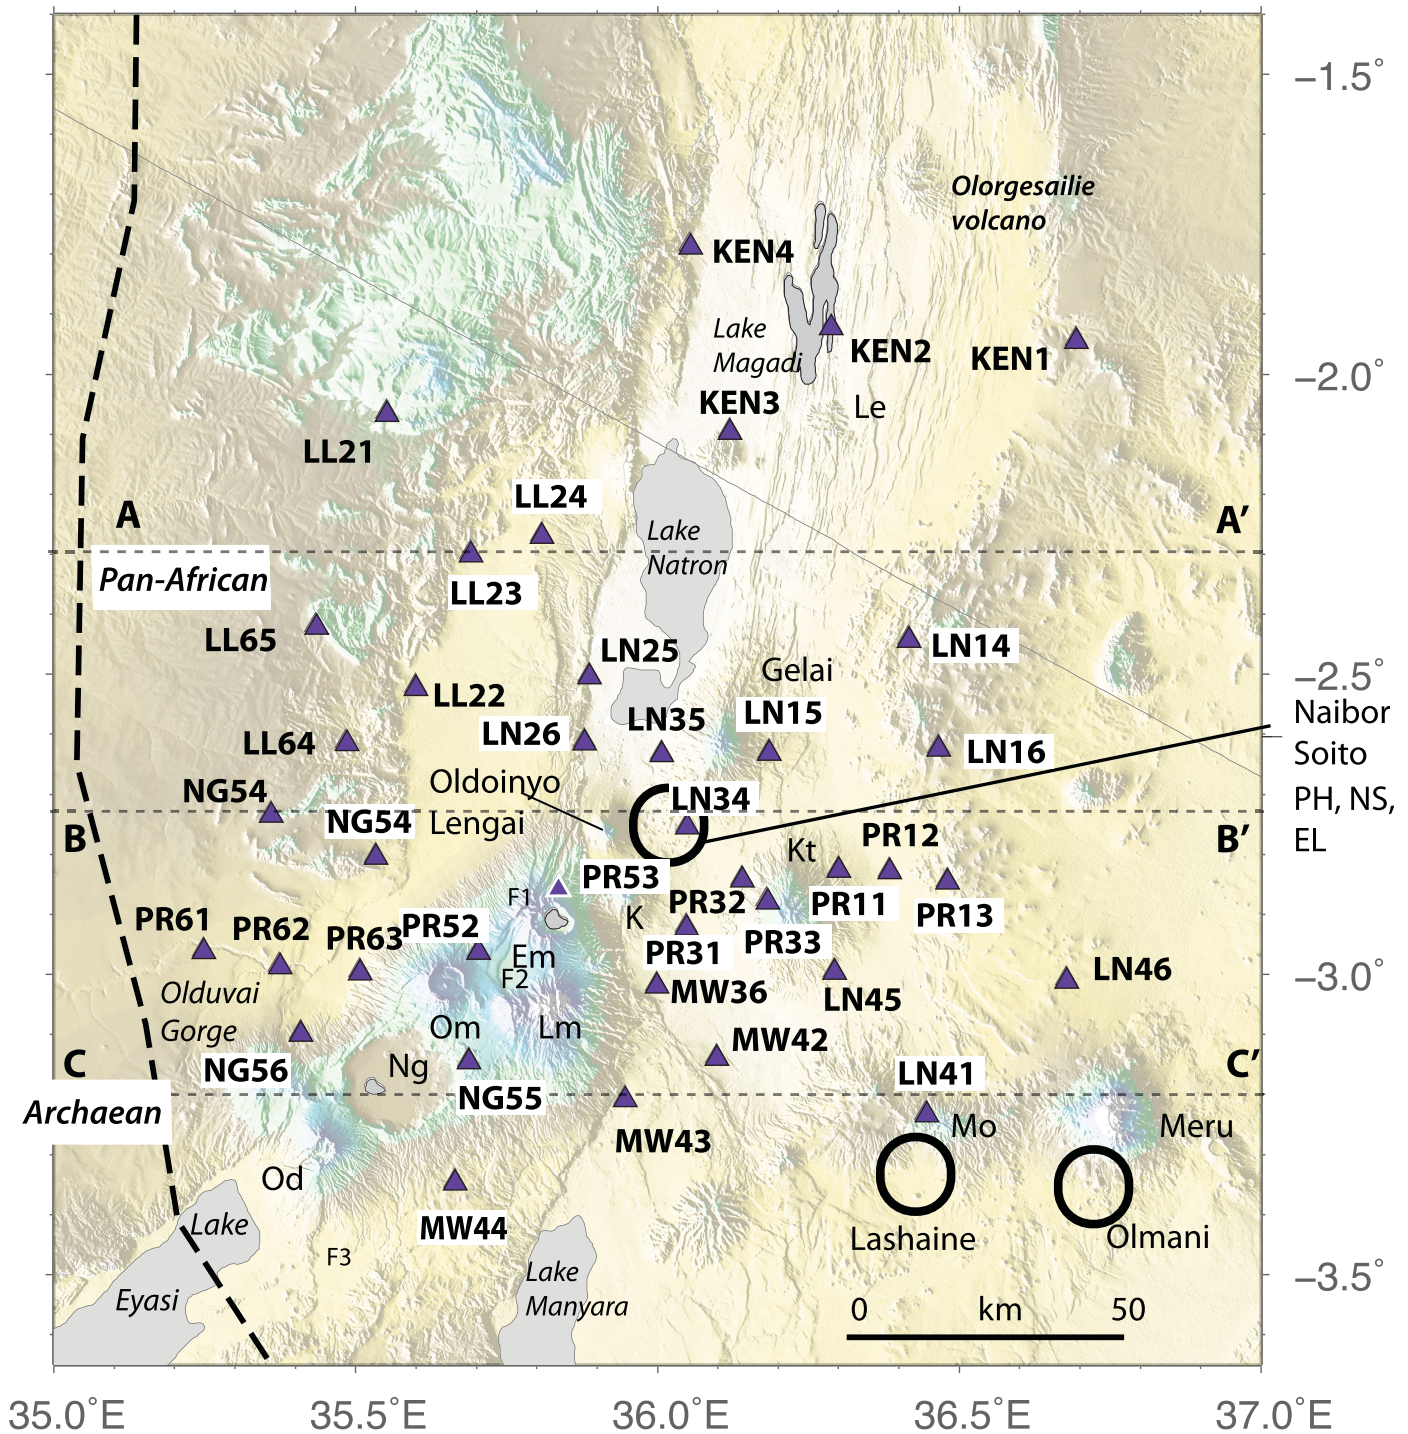 −1.5°
Olorgesailie
volcano
KEN4
Lake
Magadi
KEN2
KEN1
−2.0°
KEN3
Le
LL21
LL24
A
A’
Lake
Natron
Pan-African
LL23
LL65
LN25
LN14
Gelai
−2.5°
LL22
LN15
Naibor
Soito
PH, NS,
EL
LN35
LN26
LL64
LN16
Oldoinyo
Lengai
NG54
LN34
NG54
B
B’
PR12
Kt
PR53
F1
PR32
PR11
PR13
K
PR61
PR62
PR63
PR52
Em
F2
PR31
PR33
LN46
−3.0°
Olduvai
Gorge
MW36
LN45
Om
Lm
MW42
C
C’
NG56
Ng
LN41
NG55
Archaean
Mo
Meru
MW43
Od
Lake
Eyasi
MW44
Lashaine
Olmani
F3
Lake
Manyara
−3.5°
0 km 50
35.0°E 35.5°E 36.0°E 36.5°E 37.0°E